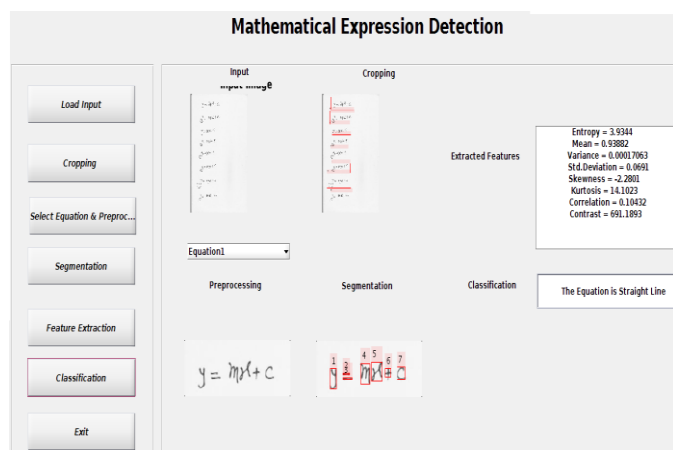 Mathematical Expression Detection
Input
Cropping
Input Image
Load Input
Cropping
Select Equation & Preproc...
Segmentation
Feature Extraction
Classification
Exit
Extracted Features
Entropy = 3.9344
Mean = 0.93882
Variance = 0.00017063
Std.Deviation = 0.0691
Skewness = -2.2801
Kurtosis = 14.1023
Correlation = 0.10432
Contrast = 691.1893
Equation1
Preprocessing
Segmentation
Classification
The Equation is Straight Line
y = mx + c
1 2 3 4 5 6 7
y = mx + c